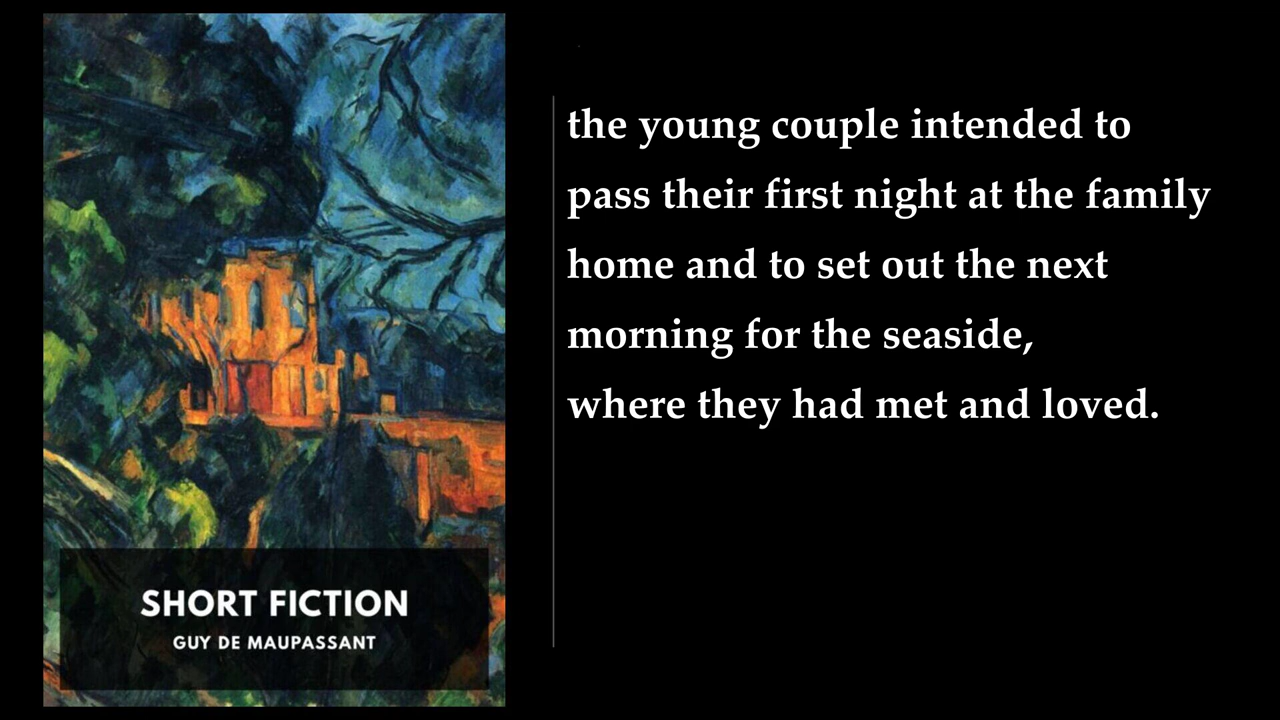 the young couple intended to
pass their first night at the family
home and to set out the next
morning for the seaside,
where they had met and loved.
SHORT FICTION
GUY DE MAUPASSANT